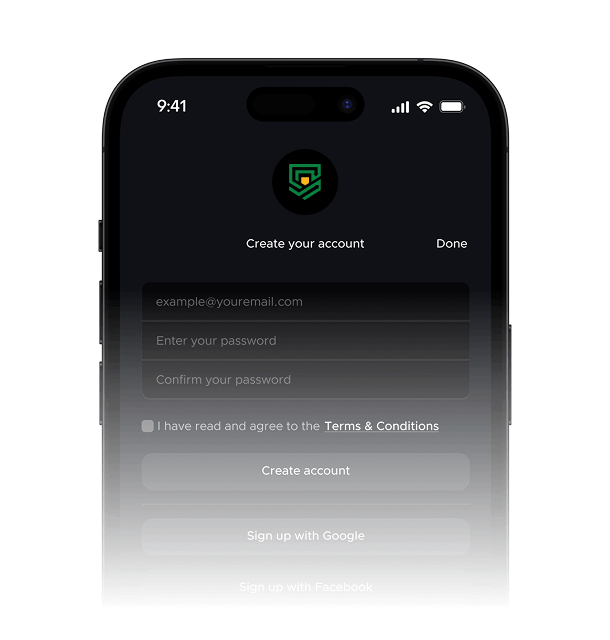 9:41
Create your account Done
example@youremail.com
Enter your password
Confirm your password
I have read and agree to the Terms & Conditions
Create account
Sign up with Google
Sign up with Facebook